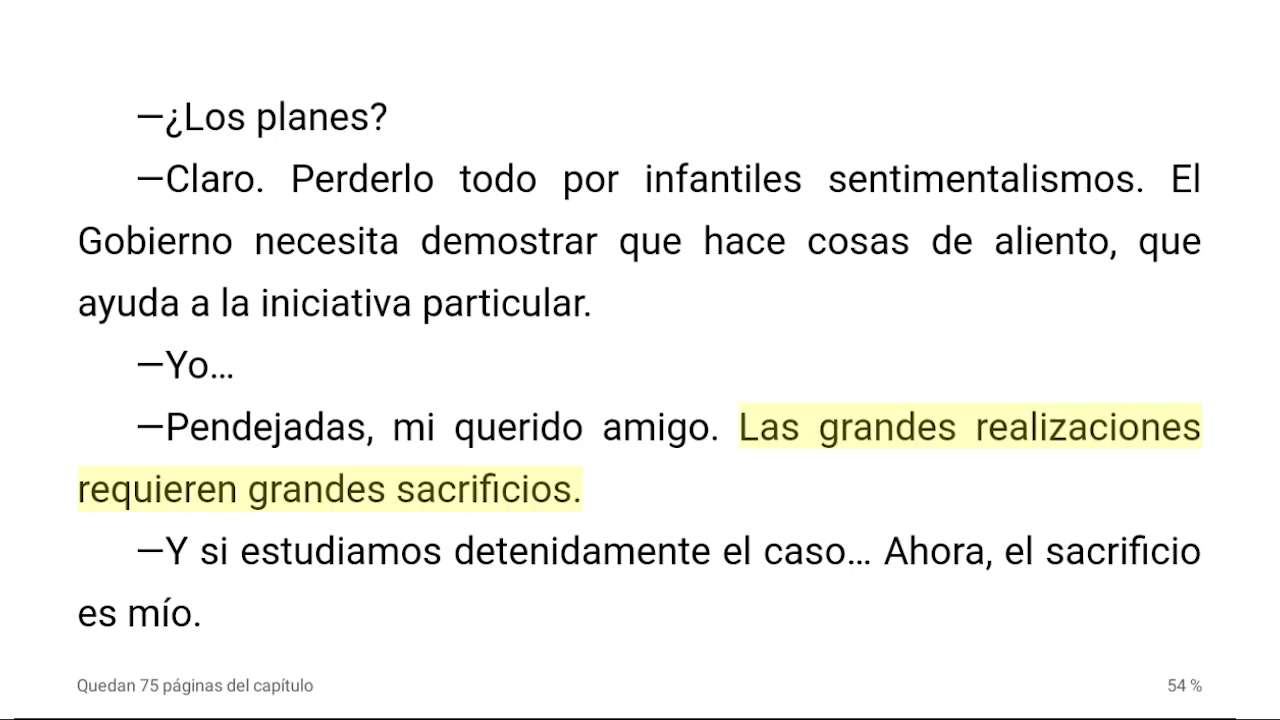 —¿Los planes?
—Claro. Perderlo todo por infantiles sentimentalismos. El
Gobierno necesita demostrar que hace cosas de aliento, que
ayuda a la iniciativa particular.
—Yo…
—Pendejadas, mi querido amigo. Las grandes realizaciones
requieren grandes sacrificios.
—Y si estudiamos detenidamente el caso… Ahora, el sacrificio
es mío.
Quedan 75 páginas del capítulo
54 %